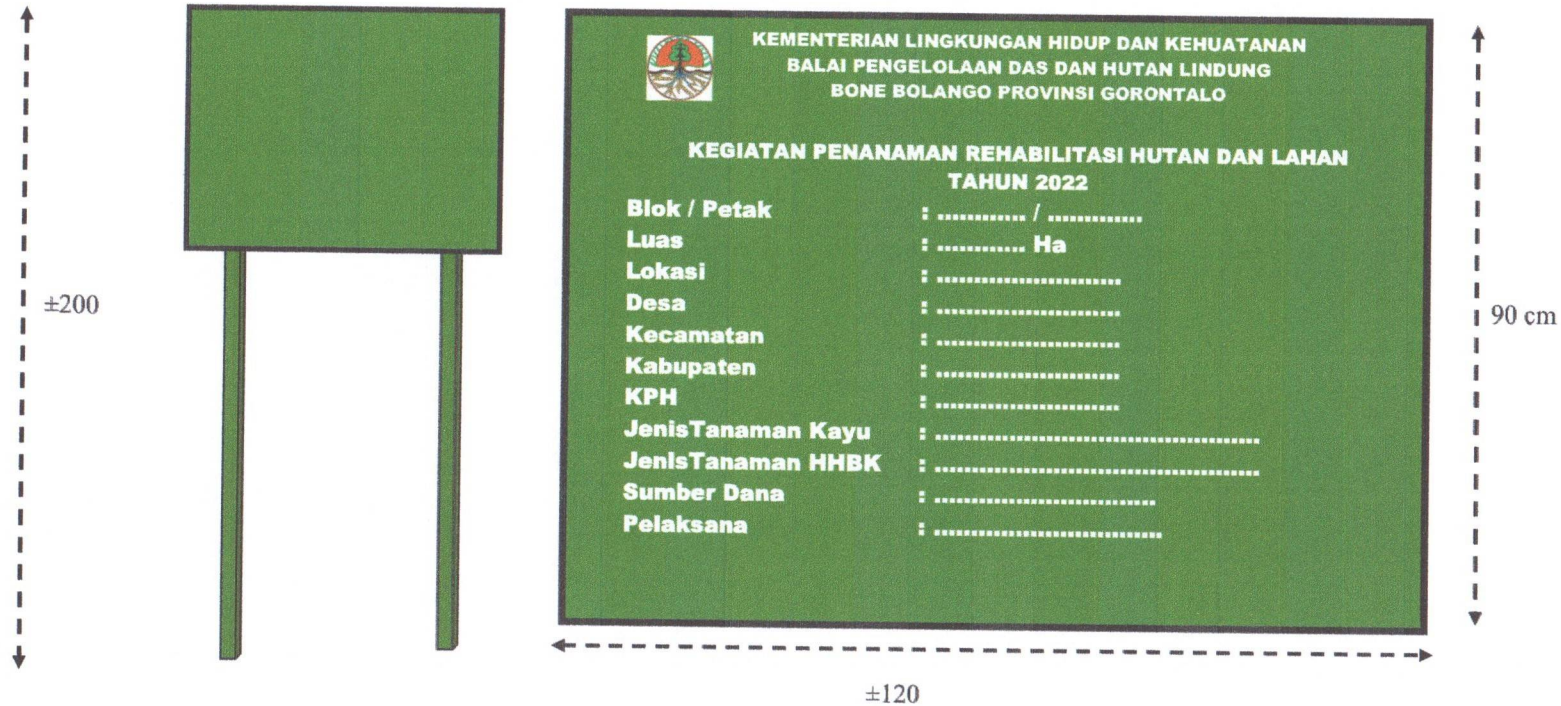 ±200
KEMENTERIAN LINGKUNGAN HIDUP DAN KEHUATANAN
BALAI PENGELOLAAN DAS DAN HUTAN LINDUNG
BONE BOLANGO PROVINSI GORONTALO
KEGIATAN PENANAMAN REHABILITASI HUTAN DAN LAHAN
TAHUN 2022
Blok / Petak : ............ / .............
Luas : ............ Ha
Lokasi : .........................
Desa : .........................
Kecamatan : .........................
Kabupaten : .........................
KPH : .........................
JenisTanaman Kayu : ............................................
JenisTanaman HHBK : ............................................
Sumber Dana : ..............................
Pelaksana : ...............................
90 cm
±120